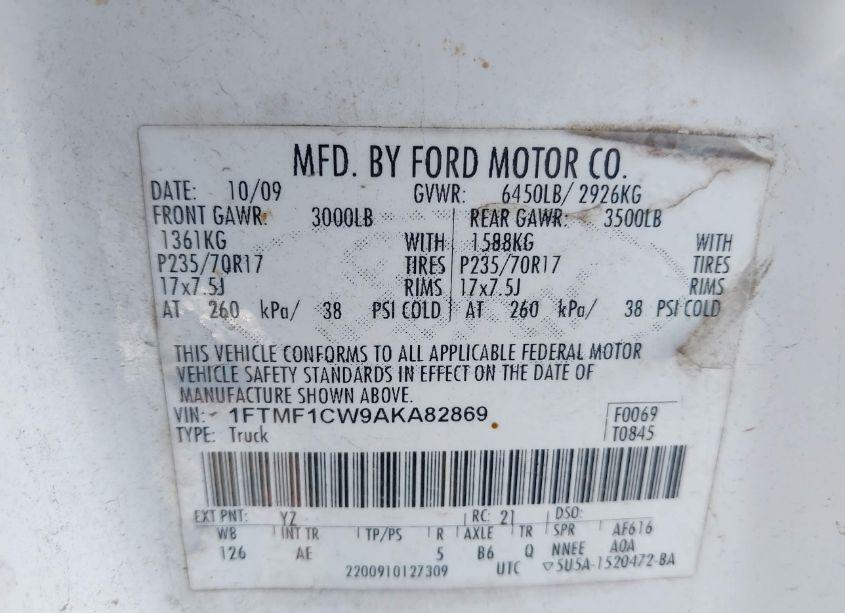 MFD. BY FORD MOTOR CO.
DATE: 10/09 GVWR: 6450LB/ 2926KG
FRONT GAWR: 3000LB REAR GAWR: 3500LB
1361KG WITH 1588KG WITH
P235/70R17 TIRES P235/70R17 TIRES
17x7.5J RIMS 17x7.5J RIMS
AT 260 kPa/ 38 PSI COLD AT 260 kPa/ 38 PSI COLD
THIS VEHICLE CONFORMS TO ALL APPLICABLE FEDERAL MOTOR
VEHICLE SAFETY STANDARDS IN EFFECT ON THE DATE OF
MANUFACTURE SHOWN ABOVE.
VIN: 1FTMF1CW9AKA82869 F0069
TYPE: Truck T0845
EXT PNT: YZ RC: 21 DSO:
WB INT TR TP/PS R AXLE TR SPR AF616
126 AE 5 B6 Q NNEE A0A
2200910127309 UTC ▽5U5A-1520472-BA